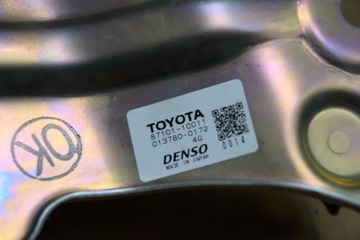 TOYOTA
87101-10011
013780-0172
4G
DENSO
MADE IN JAPAN
0014
OK